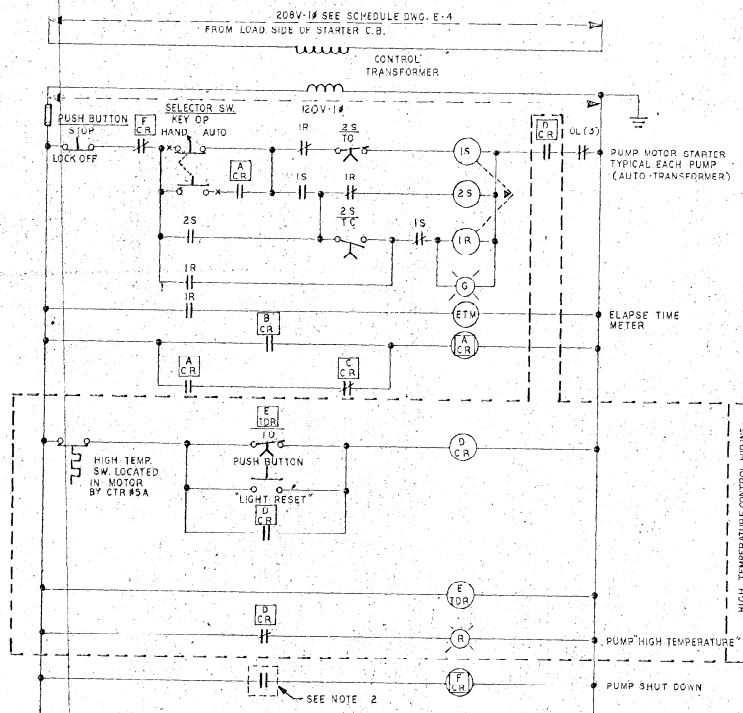 208V-1Ø SEE SCHEDULE DWG. E-4
FROM LOAD SIDE OF STARTER C.B.
CONTROL
TRANSFORMER
120V-1Ø
PUSH BUTTON
STOP
LOCK OFF
F
CR
SELECTOR SW.
KEY OP
HAND AUTO
1R
2S
TO
1S
D
CR
OL(3)
PUMP MOTOR STARTER
TYPICAL EACH PUMP
(AUTO-TRANSFORMER)
A
CR
1S
1R
2S
2S
2S
TC
1S
1R
1R
G
1R
ETM
ELAPSE TIME
METER
B
CR
A
CR
A
CR
C
CR
E
TDR
TO
D
CR
HIGH TEMP.
SW. LOCATED
IN MOTOR
BY CTR #5A
PUSH BUTTON
"LIGHT RESET"
D
CR
E
TDR
D
CR
R
PUMP "HIGH TEMPERATURE"
HIGH TEMPERATURE CONTROL WIRING
F
CR
PUMP SHUT DOWN
SEE NOTE 2